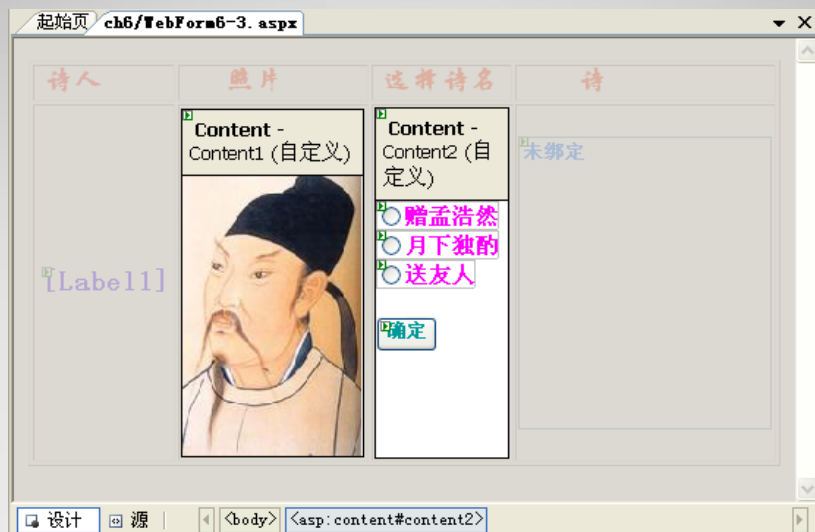 起始页 ch6/WebForm6-3.aspx
诗人 照片 选择诗名 诗
Content -
Content1 (自定义)
Content -
Content2 (自
定义)
未绑定
赠孟浩然
月下独酌
送友人
[Label1]
确定
设计 源 <body> <asp:content#content2>